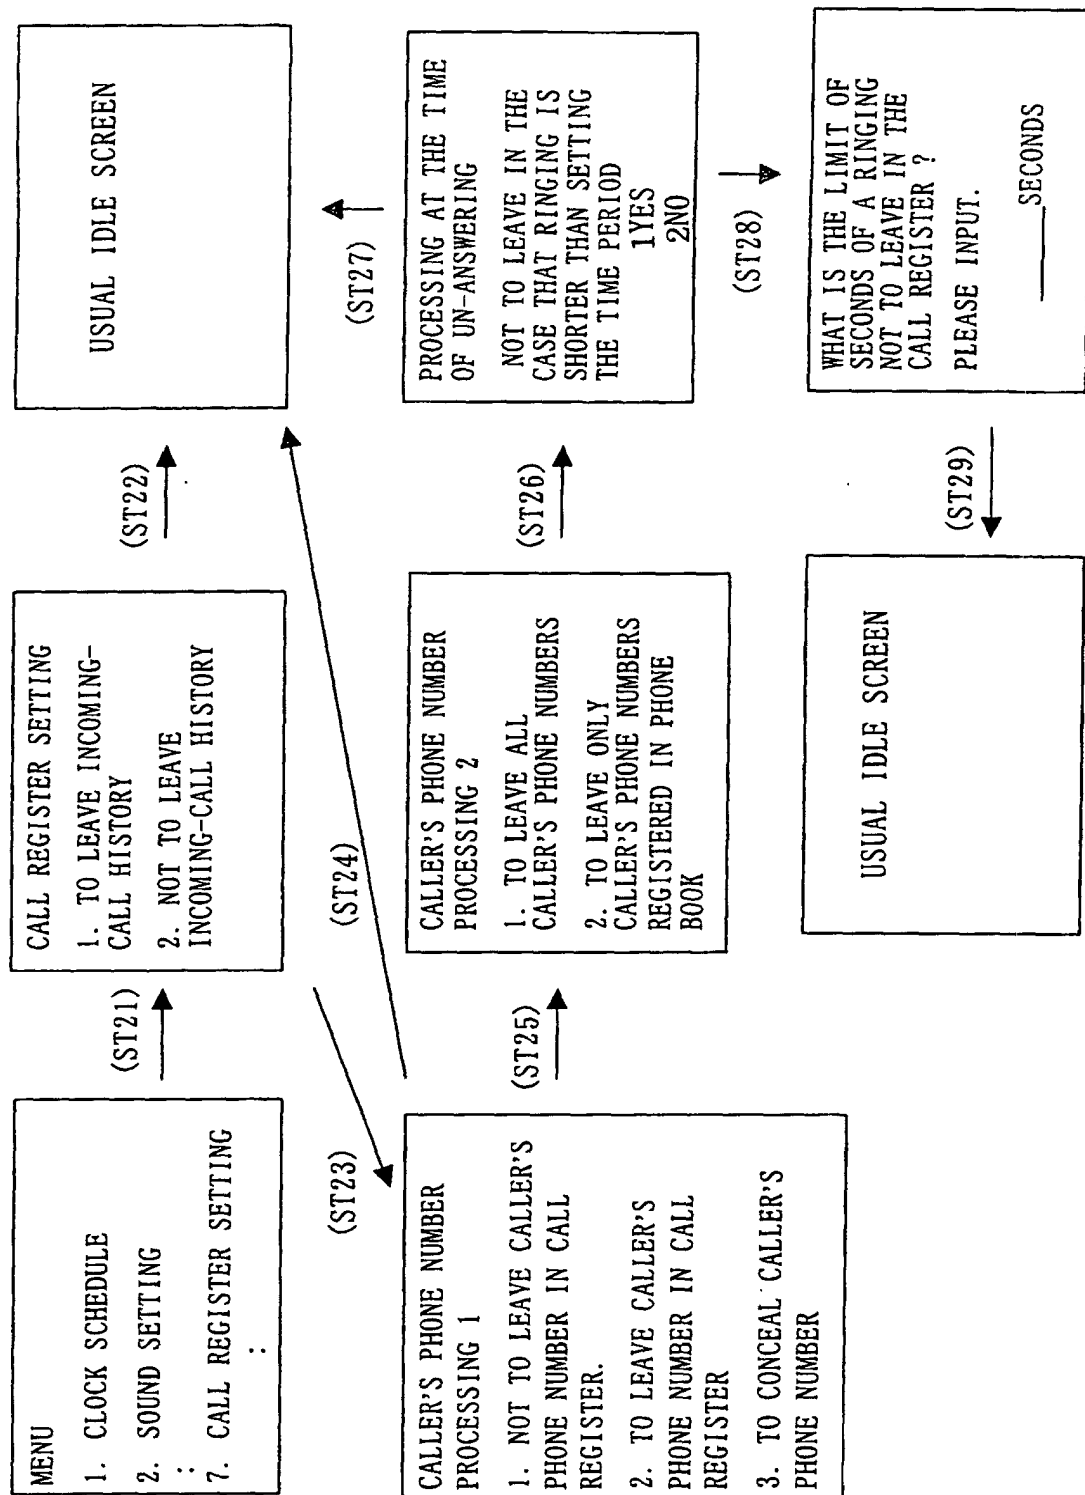 MENU
1. CLOCK SCHEDULE
2. SOUND SETTING
:
7. CALL REGISTER SETTING
:
(ST21)
CALL REGISTER SETTING
1. TO LEAVE INCOMING-
CALL HISTORY
2. NOT TO LEAVE
INCOMING-CALL HISTORY
(ST22)
USUAL IDLE SCREEN
(ST23)
(ST24)
(ST27)
CALLER'S PHONE NUMBER
PROCESSING 1
1. NOT TO LEAVE CALLER'S
PHONE NUMBER IN CALL
REGISTER.
2. TO LEAVE CALLER'S
PHONE NUMBER IN CALL
REGISTER
3. TO CONCEAL CALLER'S
PHONE NUMBER
(ST25)
CALLER'S PHONE NUMBER
PROCESSING 2
1. TO LEAVE ALL
CALLER'S PHONE NUMBERS
2. TO LEAVE ONLY
CALLER'S PHONE NUMBERS
REGISTERED IN PHONE
BOOK
(ST26)
PROCESSING AT THE TIME
OF UN-ANSWERING
NOT TO LEAVE IN THE
CASE THAT RINGING IS
SHORTER THAN SETTING
THE TIME PERIOD
1YES
2NO
(ST28)
USUAL IDLE SCREEN
(ST29)
WHAT IS THE LIMIT OF
SECONDS OF A RINGING
NOT TO LEAVE IN THE
CALL REGISTER ?
PLEASE INPUT.
____SECONDS